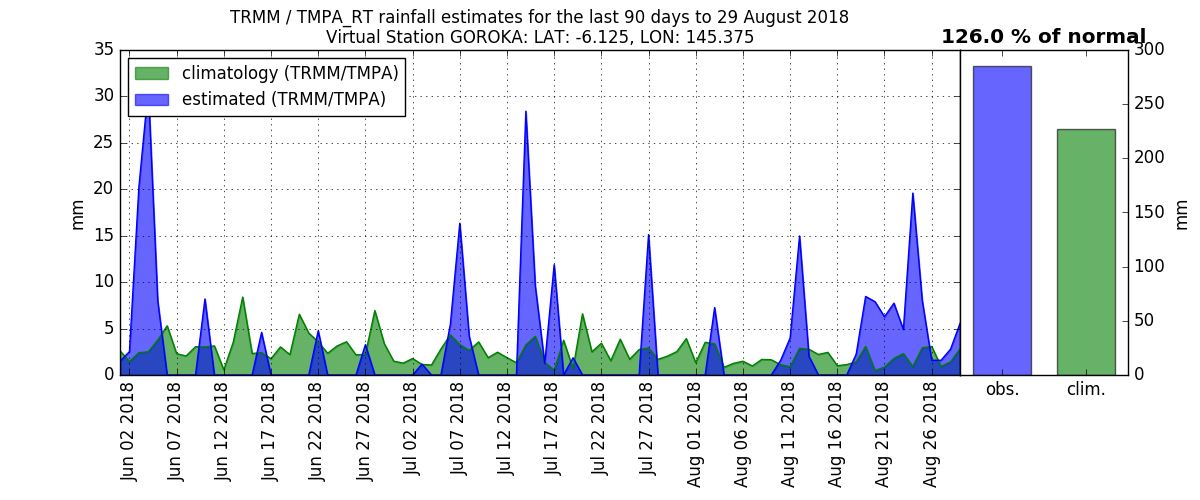 TRMM / TMPA_RT rainfall estimates for the last 90 days to 29 August 2018
Virtual Station GOROKA: LAT: -6.125, LON: 145.375
126.0 % of normal
climatology (TRMM/TMPA)
estimated (TRMM/TMPA)
mm
35
30
25
20
15
10
5
0
Jun 02 2018
Jun 07 2018
Jun 12 2018
Jun 17 2018
Jun 22 2018
Jun 27 2018
Jul 02 2018
Jul 07 2018
Jul 12 2018
Jul 17 2018
Jul 22 2018
Jul 27 2018
Aug 01 2018
Aug 06 2018
Aug 11 2018
Aug 16 2018
Aug 21 2018
Aug 26 2018
obs.
clim.
300
250
200
150
100
50
0
mm